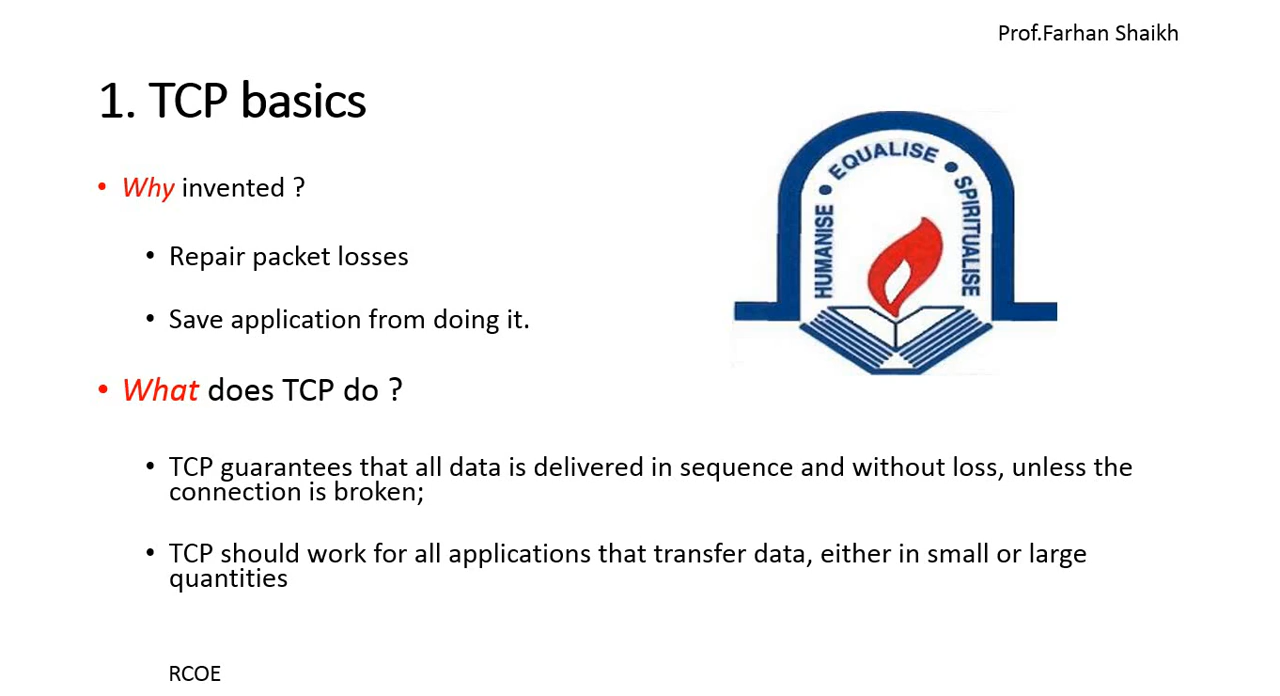 Prof.Farhan Shaikh
1. TCP basics
• Why invented ?
• Repair packet losses
• Save application from doing it.
HUMANISE • EQUALISE • SPIRITUALISE
• What does TCP do ?
• TCP guarantees that all data is delivered in sequence and without loss, unless the
connection is broken;
• TCP should work for all applications that transfer data, either in small or large
quantities
RCOE